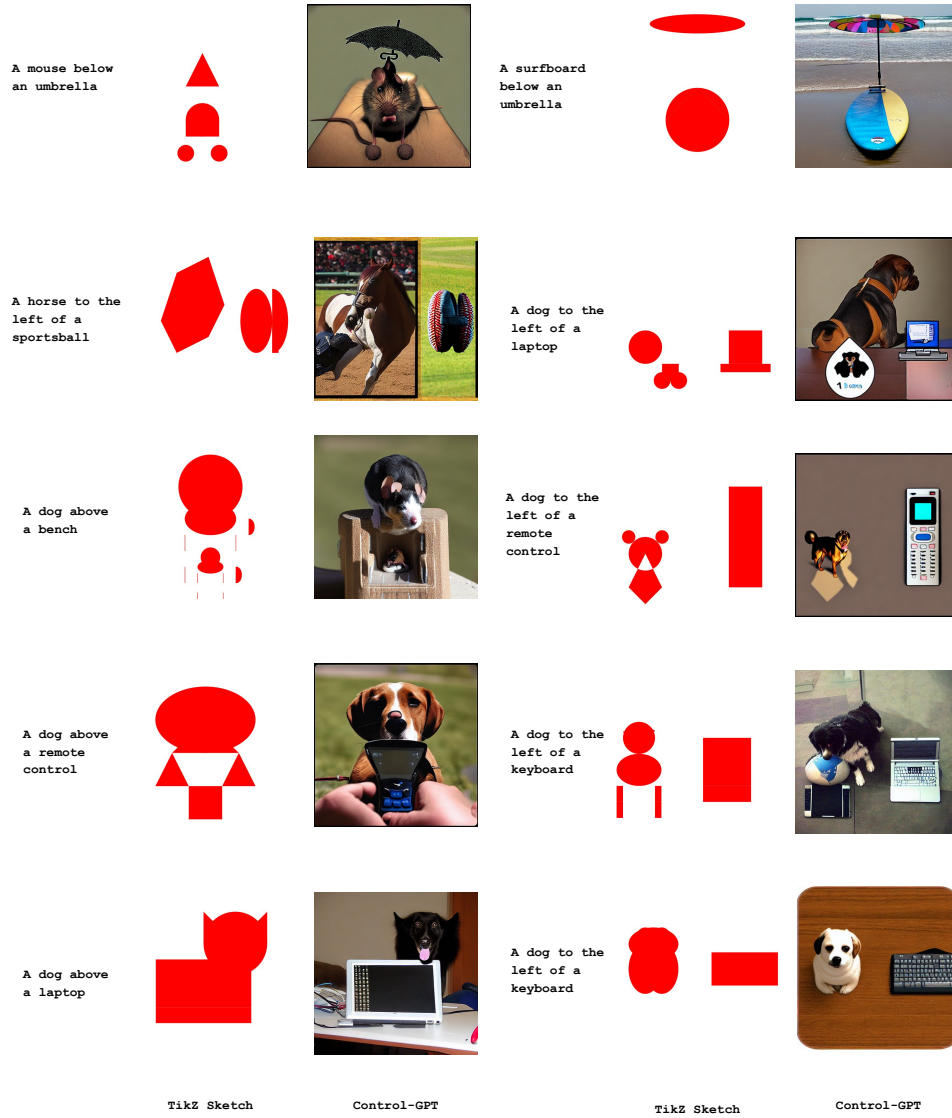 A mouse below
an umbrella
A surfboard
below an
umbrella
A horse to the
left of a
sportsball
A dog to the
left of a
laptop
A dog above
a bench
A dog to the
left of a
remote
control
A dog above
a remote
control
A dog to the
left of a
keyboard
A dog above
a laptop
A dog to the
left of a
keyboard
TikZ Sketch
Control-GPT
TikZ Sketch
Control-GPT